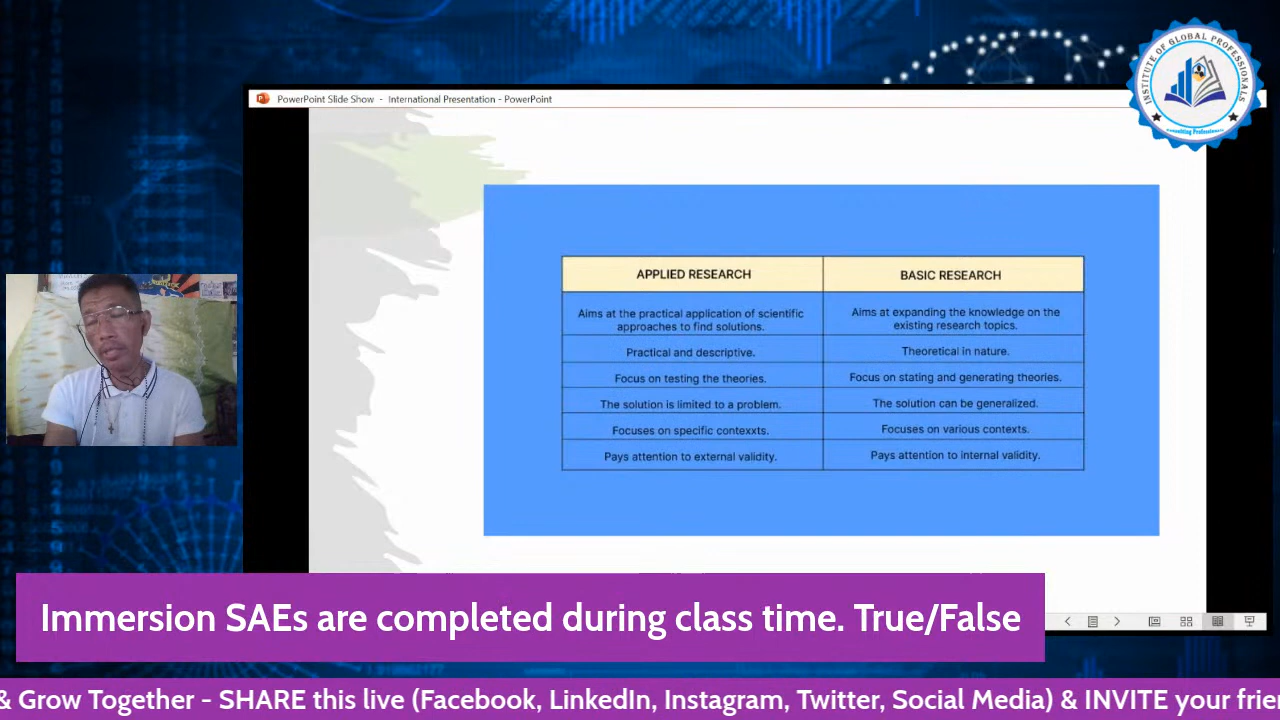 PowerPoint Slide Show - International Presentation - PowerPoint
INSTITUTE OF GLOBAL PROFESSIONALS
Consulting Professionals
APPLIED RESEARCH
BASIC RESEARCH
Aims at the practical application of scientific
approaches to find solutions.
Aims at expanding the knowledge on the
existing research topics.
Practical and descriptive.
Theoretical in nature.
Focus on testing the theories.
Focus on stating and generating theories.
The solution is limited to a problem.
The solution can be generalized.
Focuses on specific contexxts.
Focuses on various contexts.
Pays attention to external validity.
Pays attention to internal validity.
Immersion SAEs are completed during class time. True/False
& Grow Together - SHARE this live (Facebook, LinkedIn, Instagram, Twitter, Social Media) & INVITE your frie